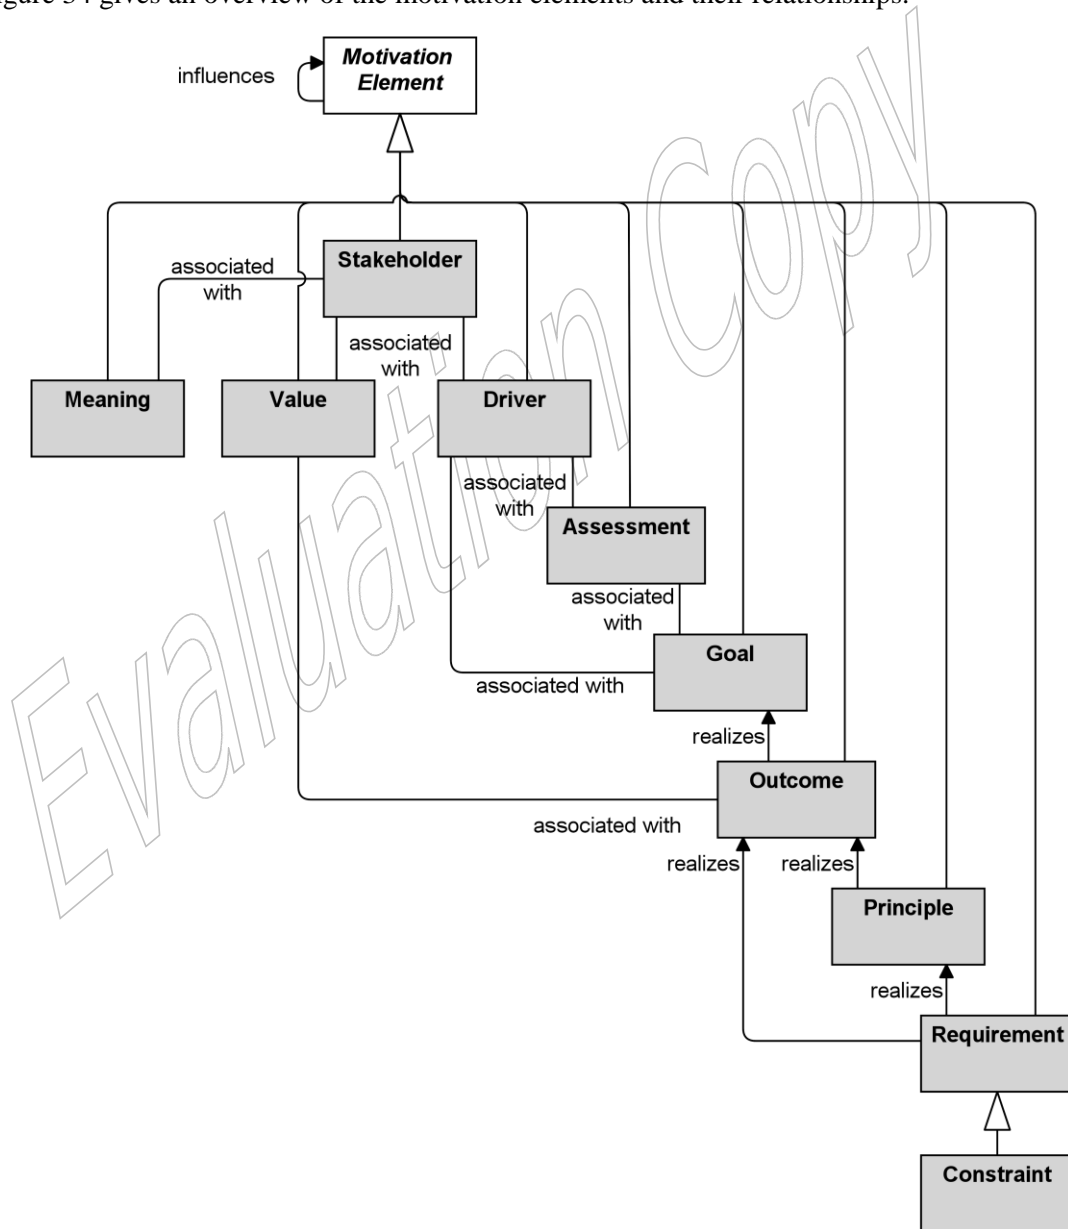 igure 34 gives an overview of the motivation elements and their relationships.
Motivation
Element
influences
Stakeholder
associated
with
associated
with
Meaning
Value
Driver
associated
with
Assessment
associated
with
Goal
associated with
realizes
Outcome
associated with
realizes
realizes
Principle
realizes
Requirement
Constraint
Evaluation Copy